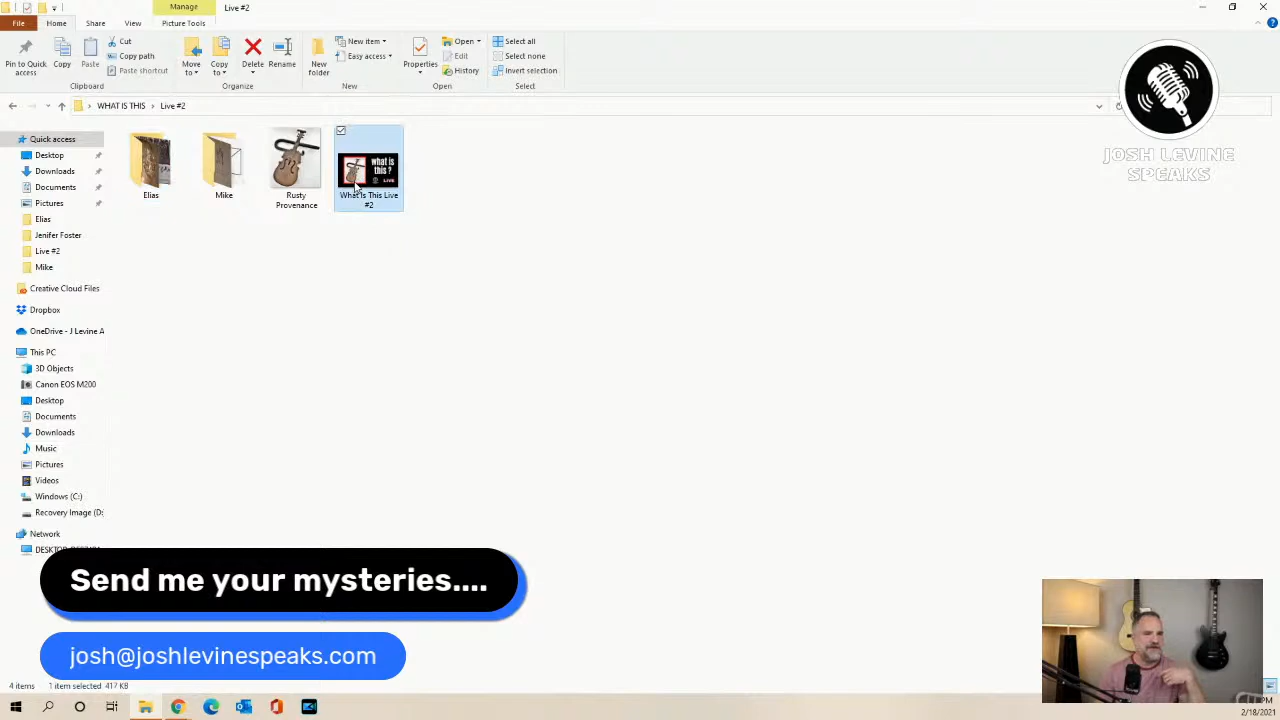 Manage
Live #2
File
Home
Share
View
Picture Tools
Pin to Quick access
Copy
Paste
Cut
Copy path
Paste shortcut
Clipboard
Move to
Copy to
Delete
Rename
Organize
New folder
New item
Easy access
New
Properties
Open
Edit
History
Open
Select all
Select none
Invert selection
Select
WHAT IS THIS > Live #2
JOSH LEVINE
SPEAKS
Quick access
Desktop
Downloads
Documents
Pictures
Elias
Jenifer Foster
Live #2
Mike
Creative Cloud Files
Dropbox
OneDrive - J Levine A
This PC
3D Objects
Canon EOS M200
Desktop
Documents
Downloads
Music
Pictures
Videos
Windows (C:)
Recovery Image (D:
Network
Elias
Mike
Rusty
Provenance
what is
this ?
LIVE
What Is This Live
#2
Send me your mysteries....
josh@joshlevinespeaks.com
4 items
1 item selected 417 KB
PM
2/18/2021